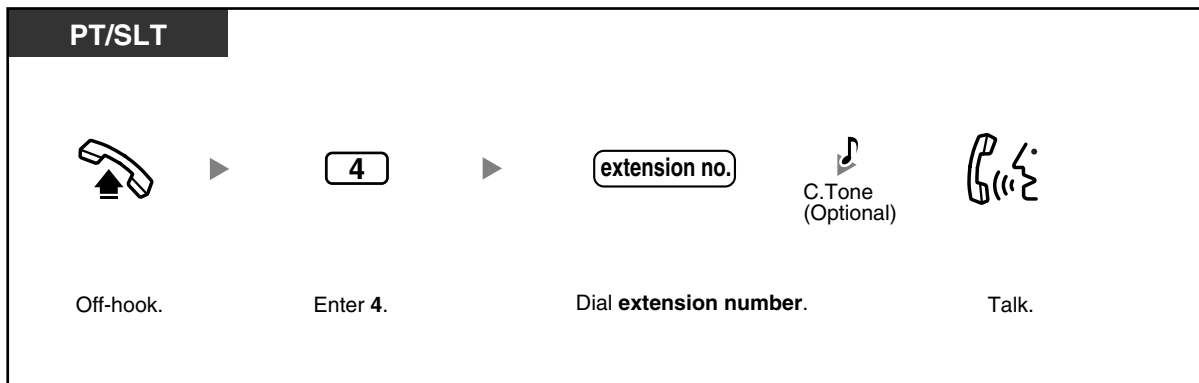 PT/SLT
4
extension no.
C.Tone
(Optional)
Off-hook.
Enter 4.
Dial extension number.
Talk.